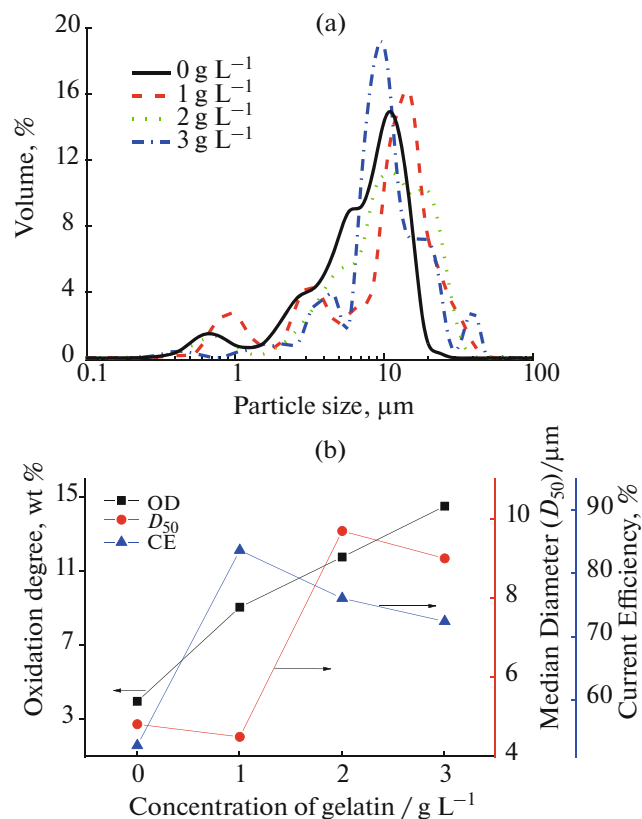 (a)
20
16
12
8
4
0
Volume, %
0 g L⁻¹
1 g L⁻¹
2 g L⁻¹
3 g L⁻¹
0.1 1 10 100
Particle size, μm
(b)
15
11
7
3
Oxidation degree, wt %
OD
D₅₀
CE
10
8
6
4
Median Diameter (D₅₀)/μm
90
80
70
60
Current Efficiency, %
0 1 2 3
Concentration of gelatin / g L⁻¹